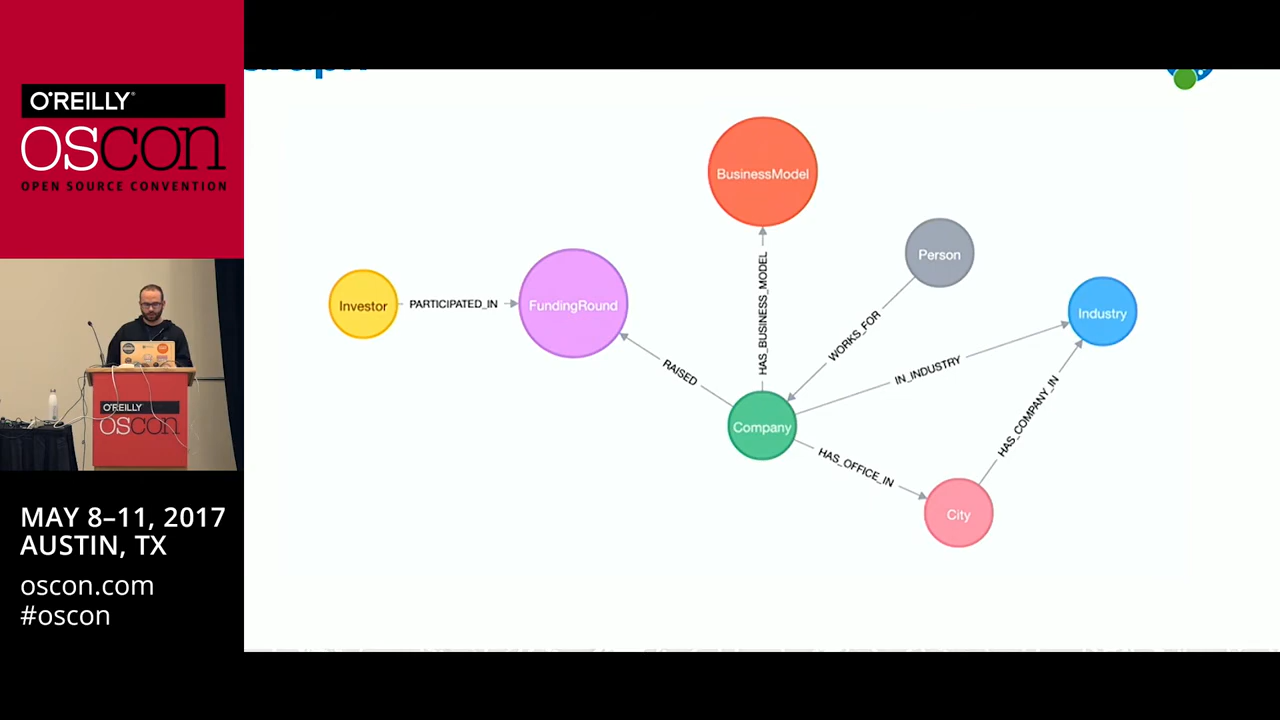 O'REILLY®
OSCON
OPEN SOURCE CONVENTION
O'REILLY
OSCON
MAY 8–11, 2017
AUSTIN, TX
oscon.com
#oscon
BusinessModel
Person
Investor
PARTICIPATED_IN
FundingRound
HAS_BUSINESS_MODEL
Industry
WORKS_FOR
RAISED
IN_INDUSTRY
HAS_COMPANY_IN
Company
HAS_OFFICE_IN
City